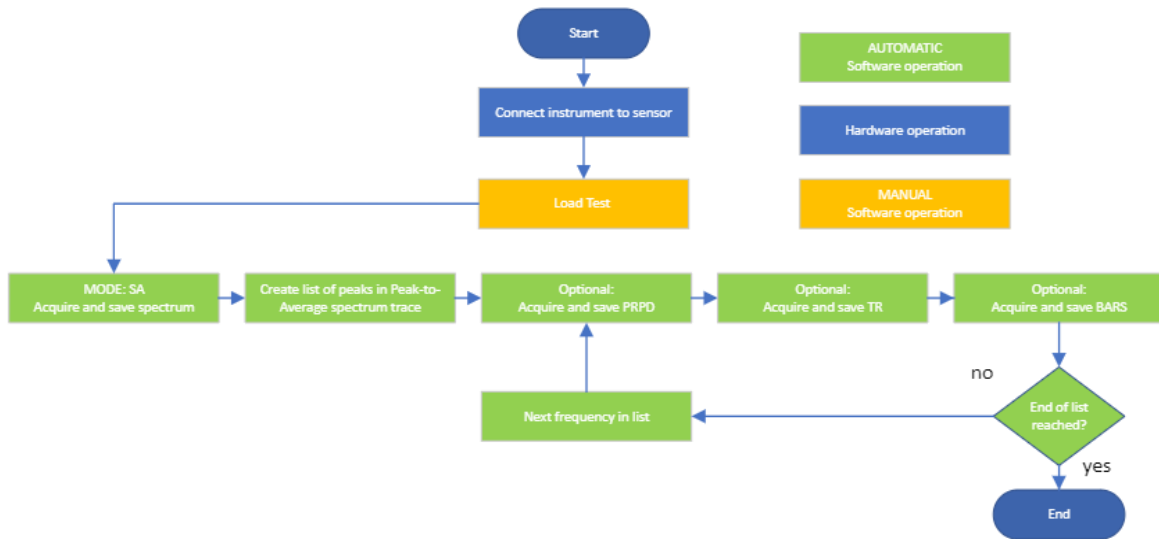 Start
AUTOMATIC
Software operation
Connect instrument to sensor
Hardware operation
Load Test
MANUAL
Software operation
MODE: SA
Acquire and save spectrum
Create list of peaks in Peak-to-
Average spectrum trace
Optional:
Acquire and save PRPD
Optional:
Acquire and save TR
Optional:
Acquire and save BARS
no
Next frequency in list
End of list
reached?
yes
End